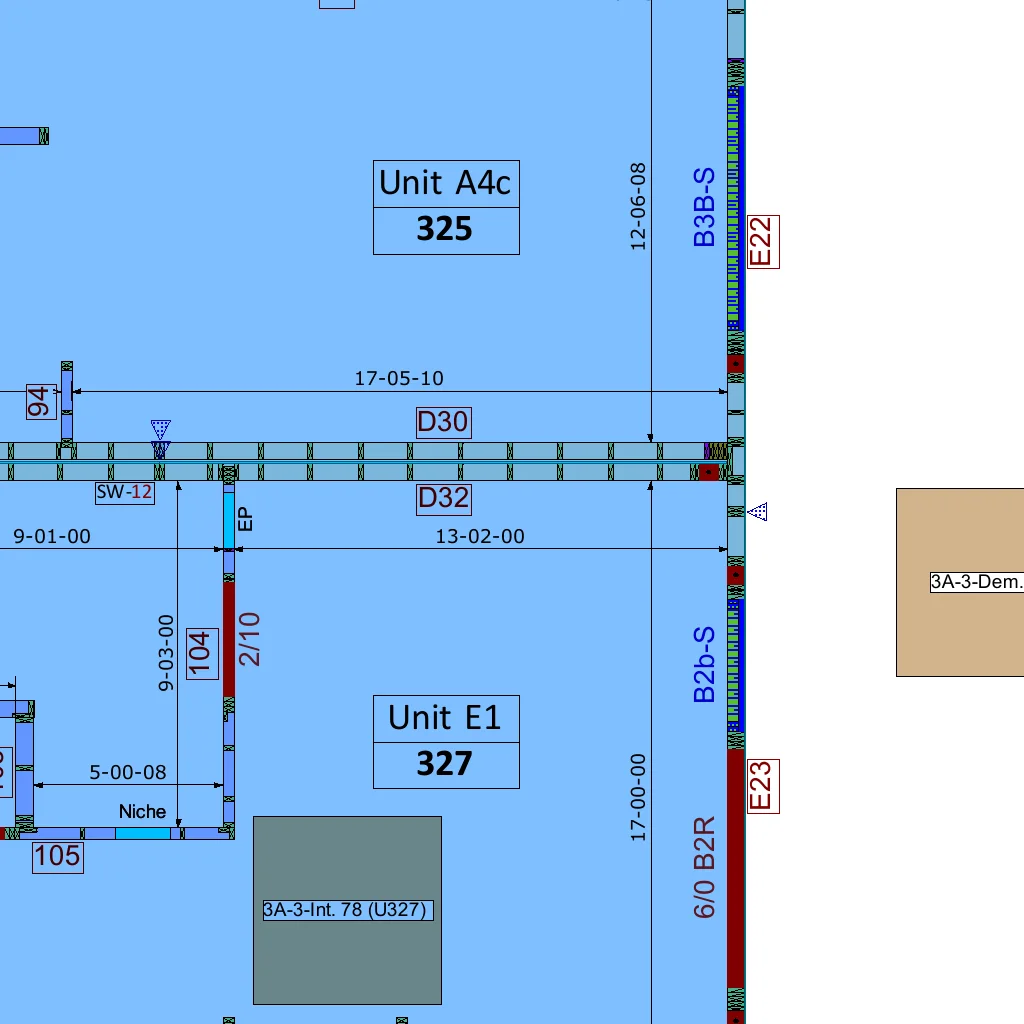 Unit A4c
325
12-06-08
B3B-S
E22
94
17-05-10
D30
SW-12
D32
EP
9-01-00
13-02-00
3A-3-Dem.
9-03-00
104
2/10
B2b-S
Unit E1
327
5-00-08
Niche
17-00-00
E23
105
6/0 B2R
3A-3-Int. 78 (U327)